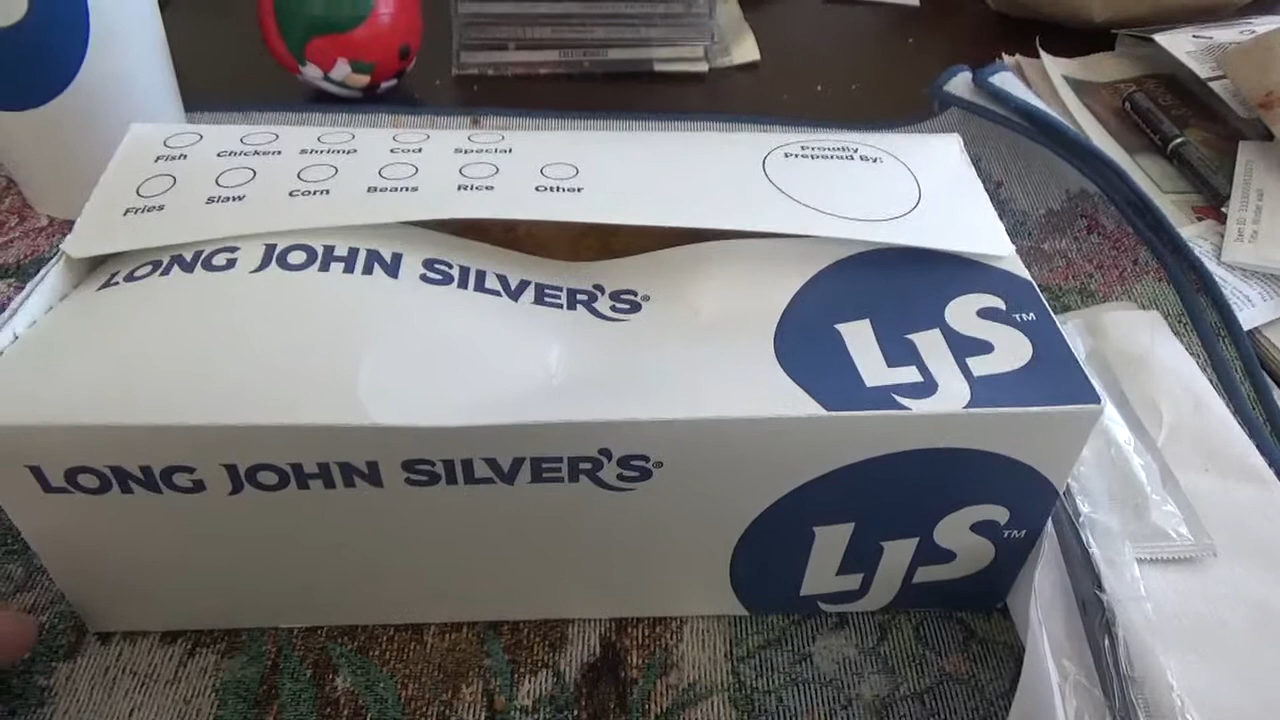 Fish Chicken Shrimp Cod Special
Fries Slaw Corn Beans Rice Other
Proudly
Prepared By:
LONG JOHN SILVER'S®
LJS™
LONG JOHN SILVER'S®
LJS™